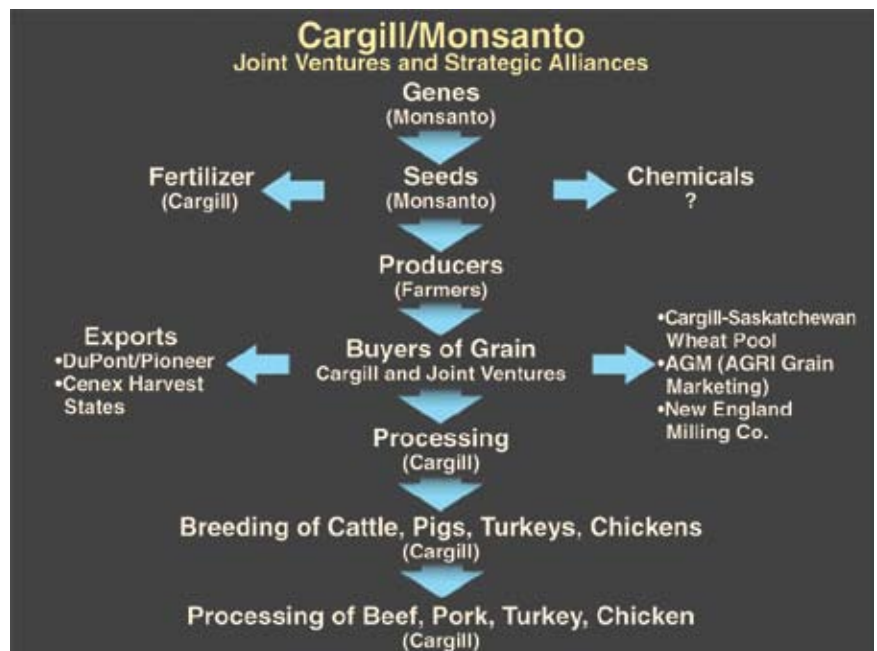 Cargill/Monsanto
Joint Ventures and Strategic Alliances
Genes
(Monsanto)
Fertilizer
(Cargill)
Seeds
(Monsanto)
Chemicals
?
Producers
(Farmers)
Exports
•DuPont/Pioneer
•Cenex Harvest
States
Buyers of Grain
Cargill and Joint Ventures
•Cargill-Saskatchewan
Wheat Pool
•AGM (AGRI Grain
Marketing)
•New England
Milling Co.
Processing
(Cargill)
Breeding of Cattle, Pigs, Turkeys, Chickens
(Cargill)
Processing of Beef, Pork, Turkey, Chicken
(Cargill)